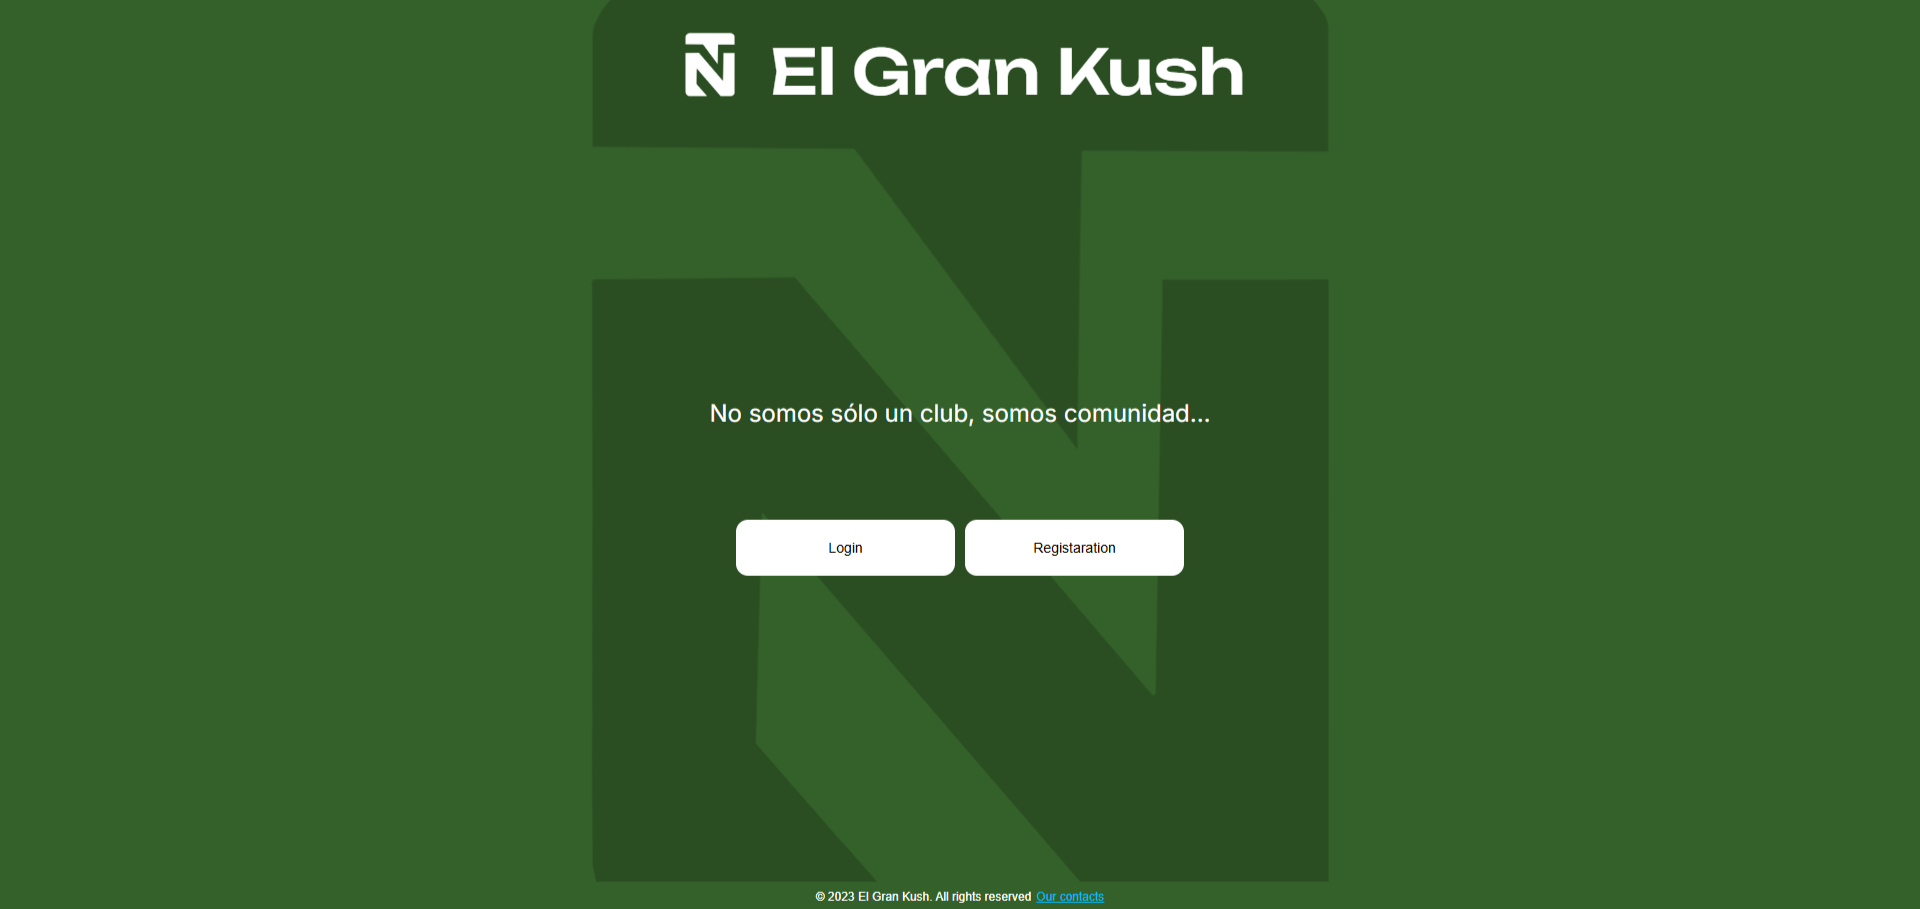 El Gran Kush
No somos sólo un club, somos comunidad...
Login
Registaration
© 2023 El Gran Kush. All rights reserved Our contacts